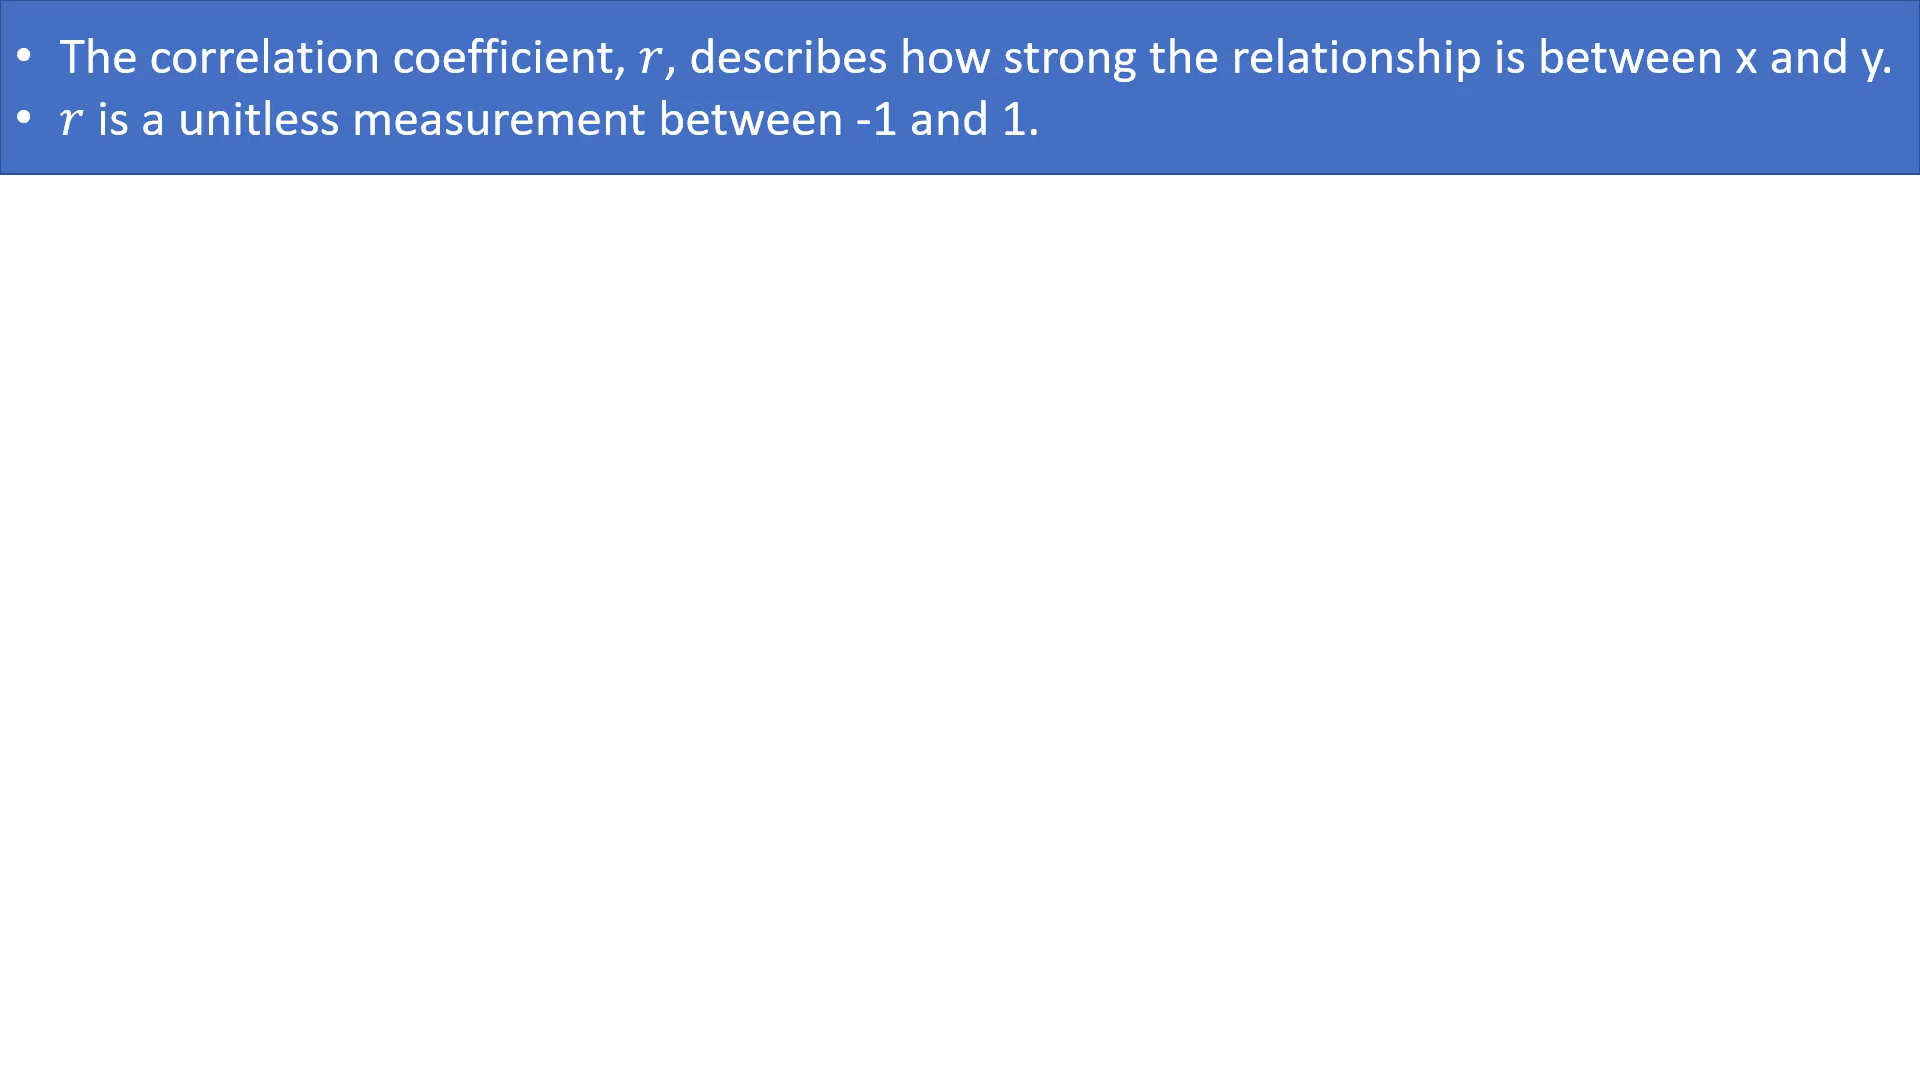 • The correlation coefficient, r, describes how strong the relationship is between x and y.
• r is a unitless measurement between -1 and 1.